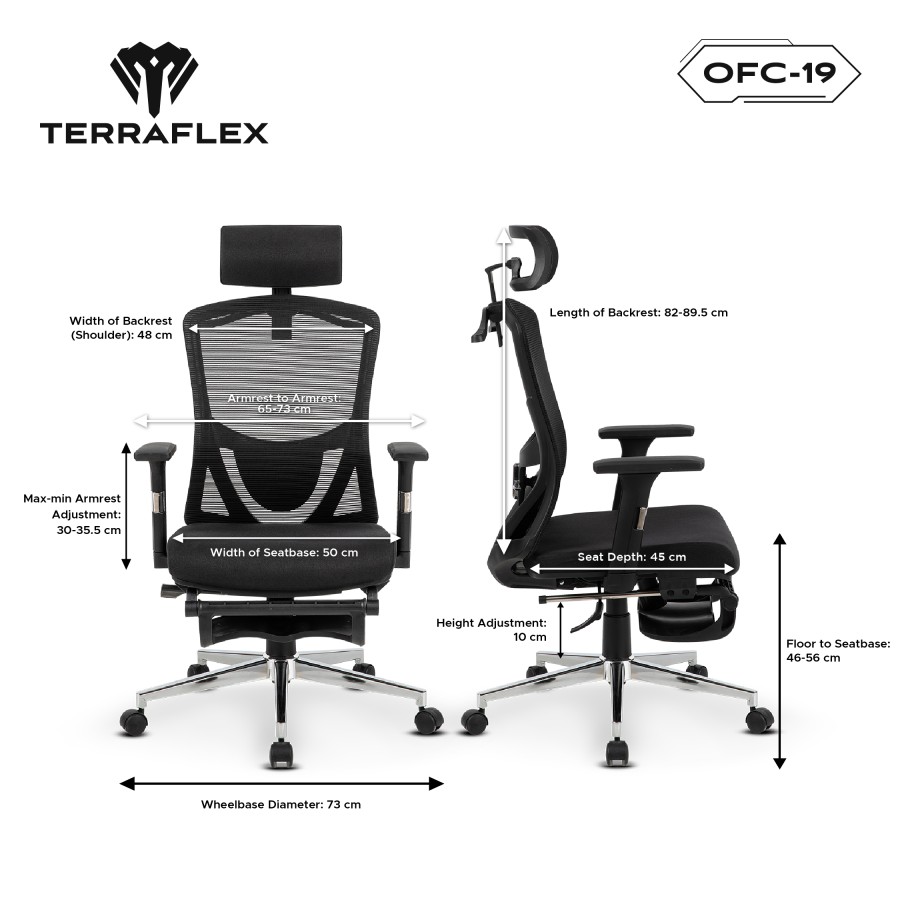 TERRAFLEX
OFC-19
Width of Backrest
(Shoulder): 48 cm
Length of Backrest: 82-89.5 cm
Armrest to Armrest:
65-73 cm
Max-min Armrest
Adjustment:
30-35.5 cm
Width of Seatbase: 50 cm
Seat Depth: 45 cm
Height Adjustment:
10 cm
Floor to Seatbase:
46-56 cm
Wheelbase Diameter: 73 cm